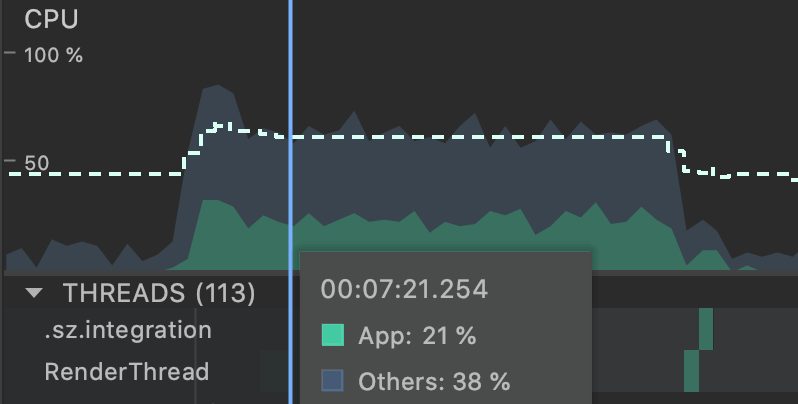 CPU
100 %
50
THREADS (113)
.sz.integration
RenderThread
00:07:21.254
App: 21 %
Others: 38 %